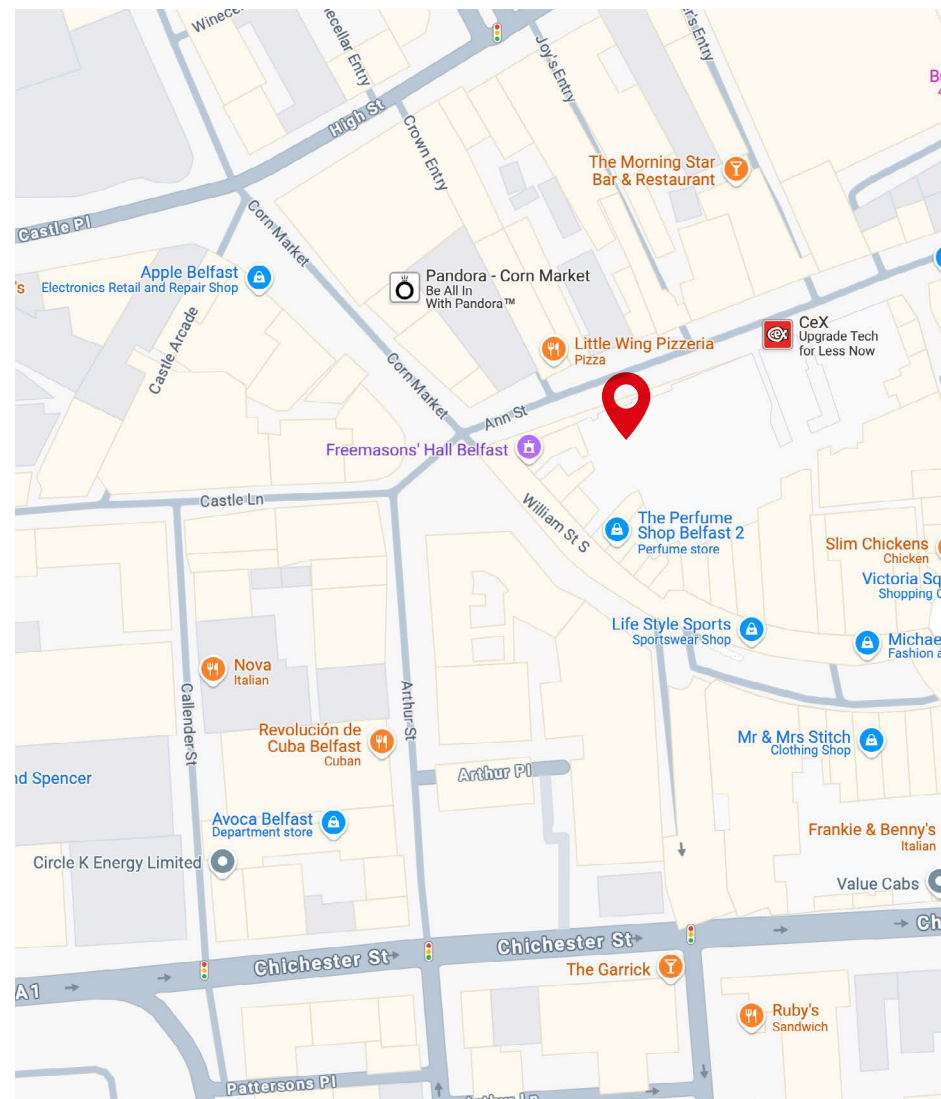 High St
Crown Entry
Joy's Entry
The Morning Star
Bar & Restaurant
Castle Pl
Corn Market
Apple Belfast
Electronics Retail and Repair Shop
Pandora - Corn Market
Be All In
With Pandora™
CeX
Upgrade Tech
for Less Now
Little Wing Pizzeria
Pizza
Castle Arcade
Corn Market
Ann St
Freemasons' Hall Belfast
Castle Ln
William St S
The Perfume
Shop Belfast 2
Perfume store
Slim Chickens
Chicken
Victoria Sq
Shopping C
Life Style Sports
Sportswear Shop
Michae
Fashion a
Nova
Italian
Callender St
Arthur St
Revolución de
Cuba Belfast
Cuban
Mr & Mrs Stitch
Clothing Shop
Arthur Pl
nd Spencer
Avoca Belfast
Department store
Frankie & Benny's
Italian
Circle K Energy Limited
Value Cabs
Chichester St
Chichester St
Ch
The Garrick
A1
Ruby's
Sandwich
Pattersons Pl